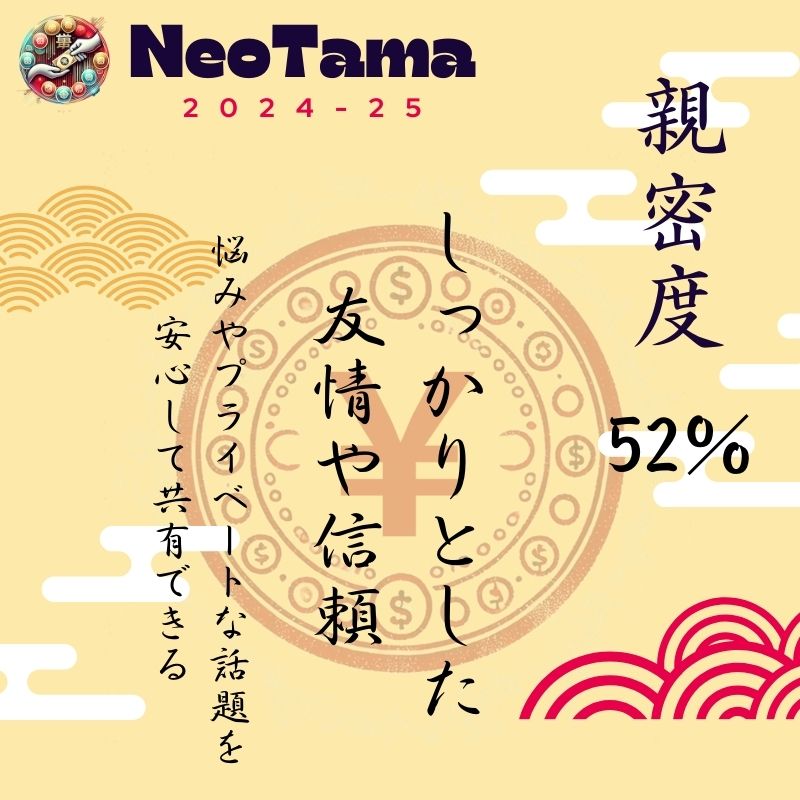 NeoTama
2024-25
親密度 52%
しっかりとした
友情や信頼
悩みやプライベートな話題を
安心して共有できる